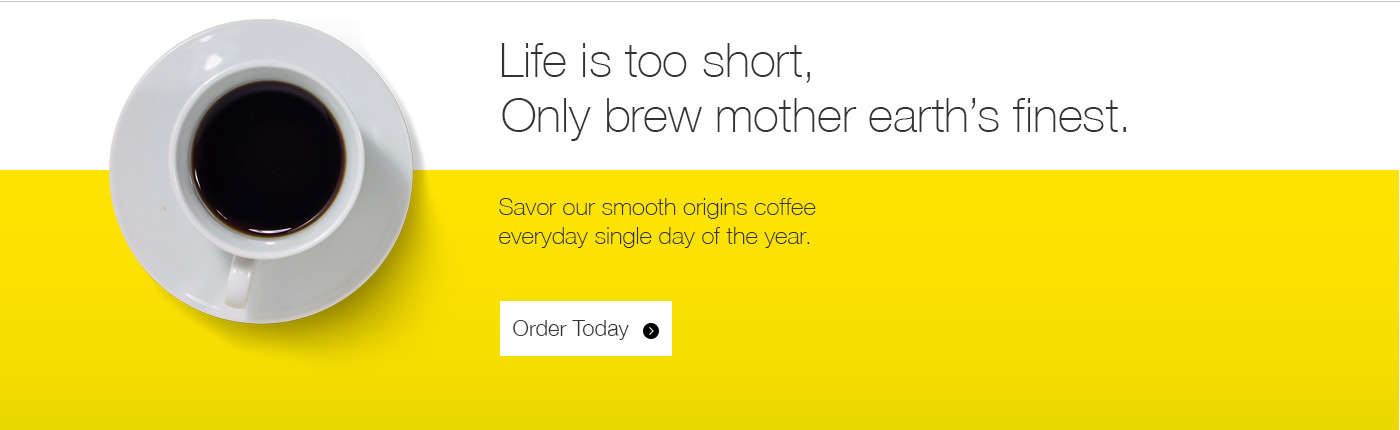 Life is too short,
Only brew mother earth’s finest.
Savor our smooth origins coffee
everyday single day of the year.
Order Today